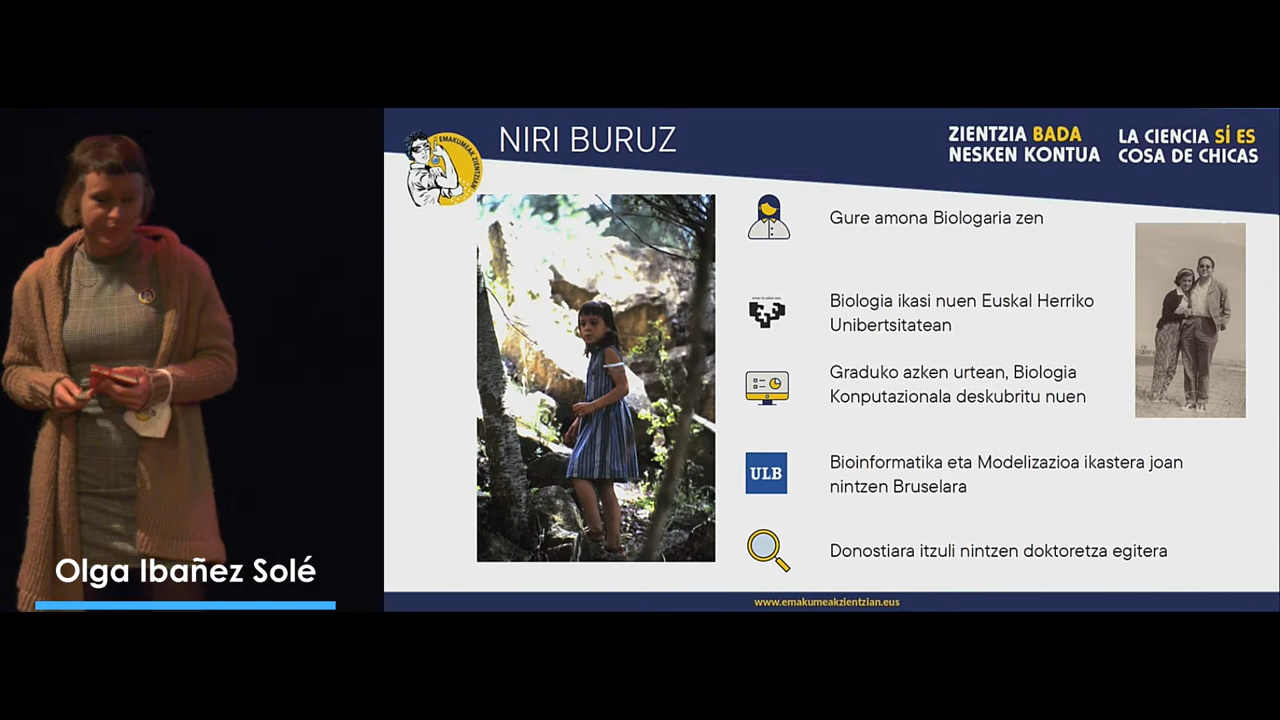 NIRI BURUZ
EMAKUMEAK ZIENTZIAN
ZIENTZIA BADA
NESKEN KONTUA
LA CIENCIA SÍ ES
COSA DE CHICAS
Gure amona Biologaria zen
Biologia ikasi nuen Euskal Herriko
Unibertsitatean
Graduko azken urtean, Biologia
Konputazionala deskubritu nuen
ULB
Bioinformatika eta Modelizazioa ikastera joan
nintzen Bruselara
Donostiara itzuli nintzen doktoretza egitera
www.emakumeakzientzian.eus
Olga Ibañez Solé